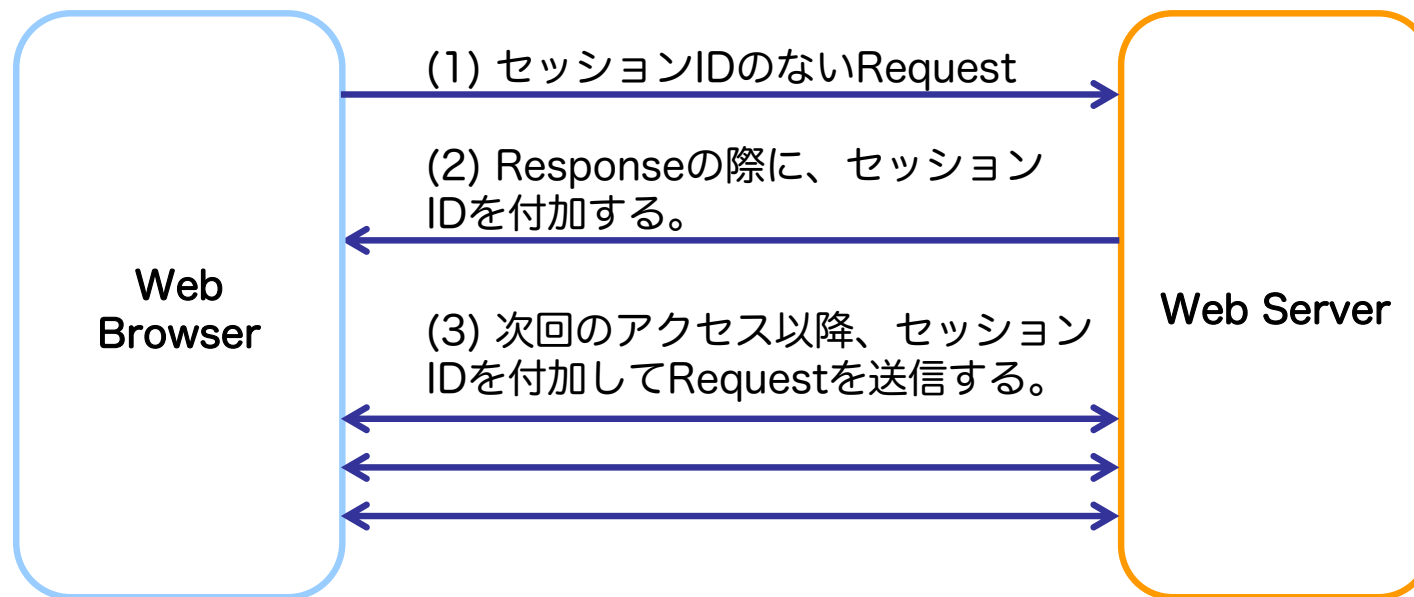 (1) セッションIDのないRequest
(2) Responseの際に、セッション
IDを付加する。
Web
Browser
(3) 次回のアクセス以降、セッション
IDを付加してRequestを送信する。
Web Server